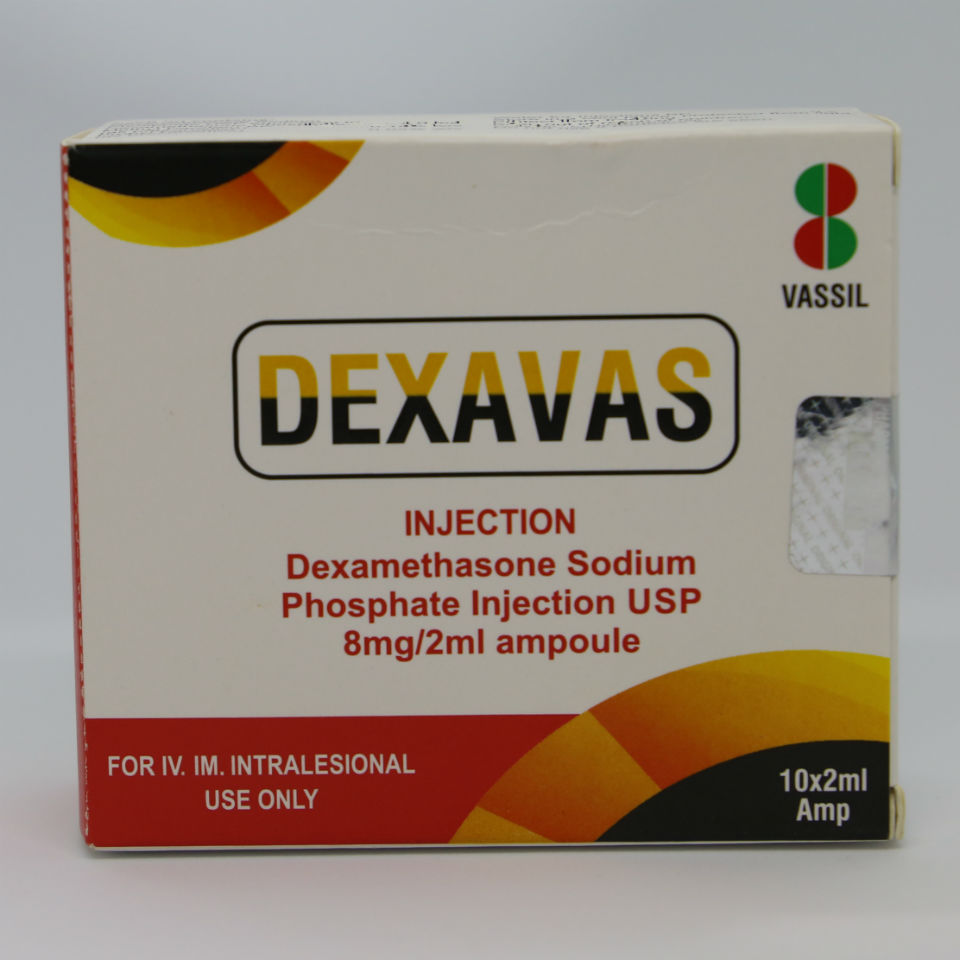 VASSIL
DEXAVAS
INJECTION
Dexamethasone Sodium
Phosphate Injection USP
8mg/2ml ampoule
FOR IV. IM. INTRALESIONAL
USE ONLY
10x2ml
Amp